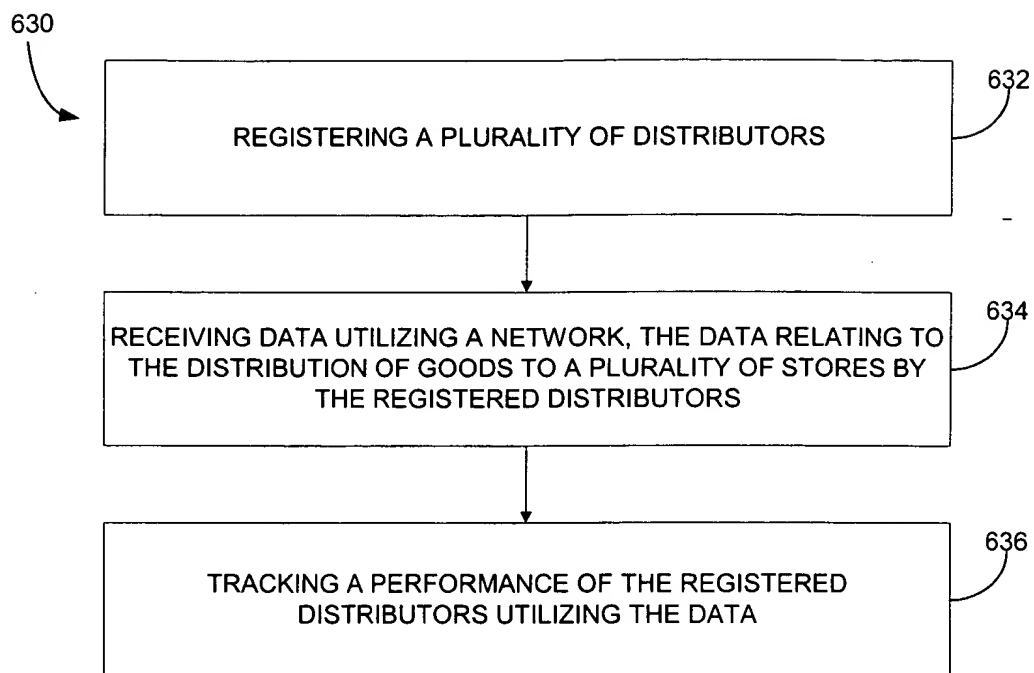 630
632
REGISTERING A PLURALITY OF DISTRIBUTORS
634
RECEIVING DATA UTILIZING A NETWORK, THE DATA RELATING TO
THE DISTRIBUTION OF GOODS TO A PLURALITY OF STORES BY
THE REGISTERED DISTRIBUTORS
636
TRACKING A PERFORMANCE OF THE REGISTERED
DISTRIBUTORS UTILIZING THE DATA